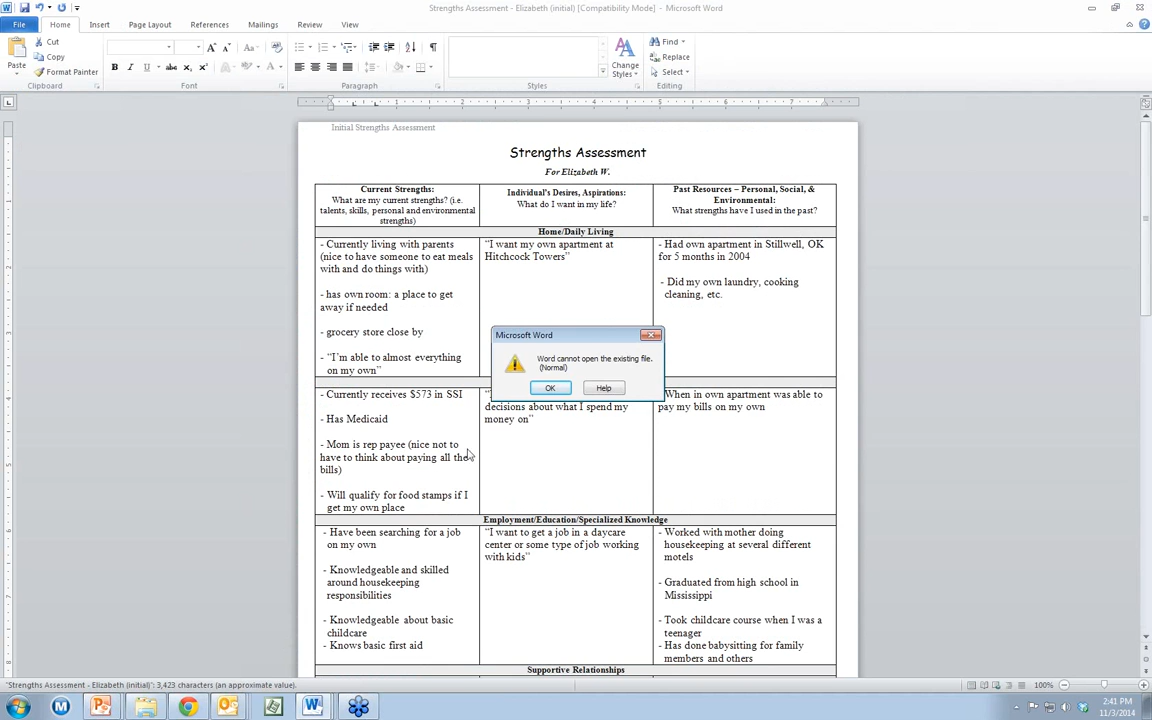 Strengths Assessment - Elizabeth (initial) [Compatibility Mode] - Microsoft Word
File Home Insert Page Layout References Mailings Review View
Paste
Cut
Copy
Format Painter
Clipboard
B I U abc x₂ x²
Aa
Font
Paragraph
Change Styles
Styles
Find
Replace
Select
Editing
1 2 3 4 5 6 7
Initial Strengths Assessment
Strengths Assessment
For Elizabeth W.
Current Strengths:
What are my current strengths? (i.e.
talents, skills, personal and environmental
strengths)
Individual's Desires, Aspirations:
What do I want in my life?
Past Resources – Personal, Social, &
Environmental:
What strengths have I used in the past?
Home/Daily Living
- Currently living with parents
(nice to have someone to eat meals
with and do things with)
- has own room: a place to get
away if needed
- grocery store close by
- “I’m able to almost everything
on my own”
“I want my own apartment at
Hitchcock Towers”
- Had own apartment in Stillwell, OK
for 5 months in 2004
- Did my own laundry, cooking
cleaning, etc.
Microsoft Word
Word cannot open the existing file.
(Normal)
OK Help
- Currently receives $573 in SSI
- Has Medicaid
- Mom is rep payee (nice not to
have to think about paying all the
bills)
- Will qualify for food stamps if I
get my own place
decisions about what I spend my
money on”
When in own apartment was able to
pay my bills on my own
Employment/Education/Specialized Knowledge
- Have been searching for a job
on my own
- Knowledgeable and skilled
around housekeeping
responsibilities
- Knowledgeable about basic
childcare
- Knows basic first aid
“I want to get a job in a daycare
center or some type of job working
with kids”
- Worked with mother doing
housekeeping at several different
motels
- Graduated from high school in
Mississippi
- Took childcare course when I was a
teenager
- Has done babysitting for family
members and others
Supportive Relationships
"Strengths Assessment - Elizabeth (initial)": 3,423 characters (an approximate value).
100%
2:41 PM
11/3/2014